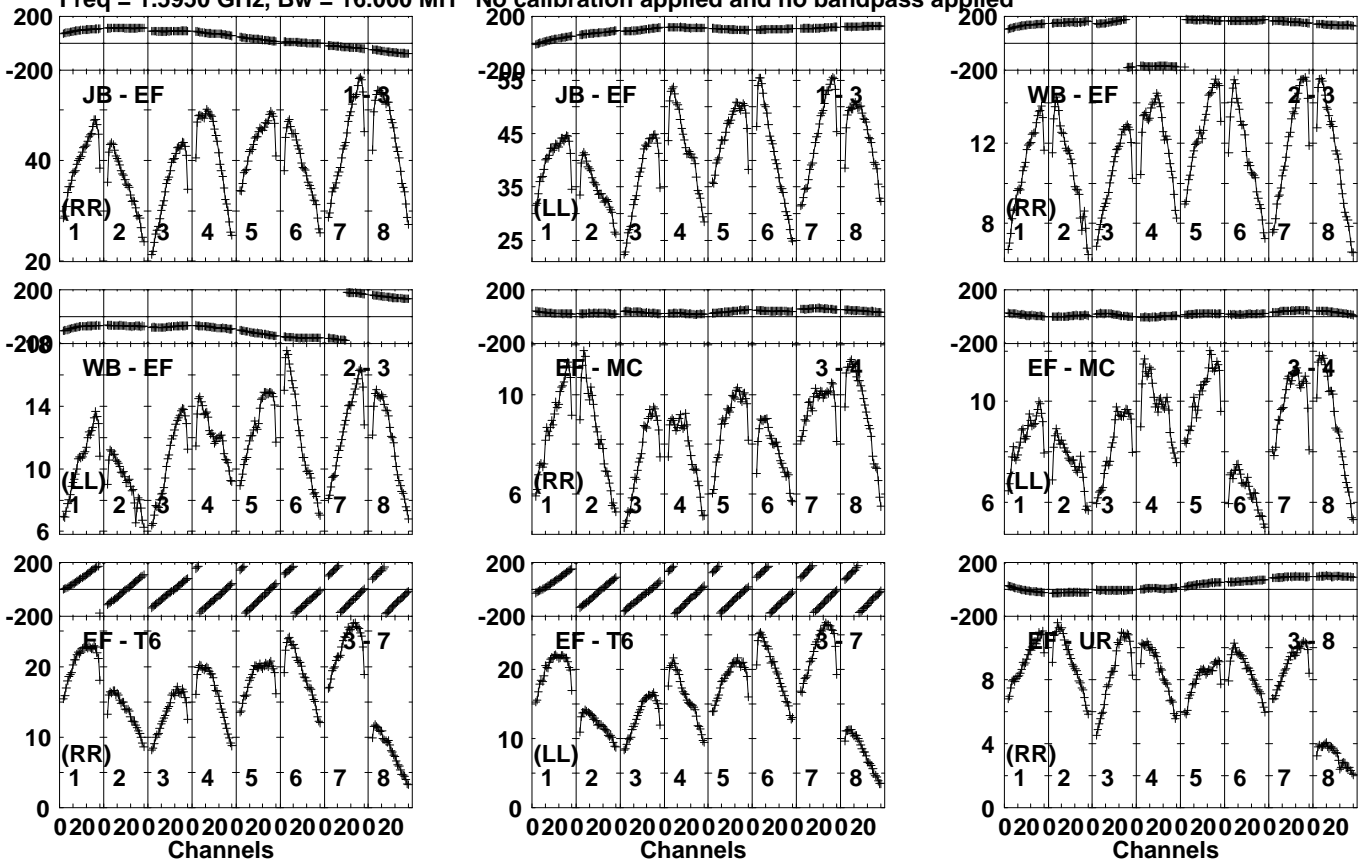 Freq = 1.5950 GHz, Bw = 16.000 MH No calibration applied and no bandpass applied
200 200 200
-200 -200 -200
JB - EF 1 - 3 JB - EF 1 - 3 WB - EF 2 - 3
55
45
40 35 12
25 8
20
(RR) (LL) (RR)
1 2 3 4 5 6 7 8 1 2 3 4 5 6 7 8 1 2 3 4 5 6 7 8
200 200 200
-200 -200 -200
18
WB - EF 2 - 3 EF - MC 3 - 4 EF - MC 3 - 4
14 10 10
10
6 6 6
(LL) (RR) (LL)
1 2 3 4 5 6 7 8 1 2 3 4 5 6 7 8 1 2 3 4 5 6 7 8
200 200 200
-200 -200 -200
EF - T6 3 - 7 EF - T6 3 - 7 EF - UR 3 - 8
20 20 8
10 10 4
(RR) (LL) (RR)
1 2 3 4 5 6 7 8 1 2 3 4 5 6 7 8 1 2 3 4 5 6 7 8
0 0 0
0 20 0 20 0 20 0 20 0 20 0 20 0 20 0 20 0 20 0 20 0 20 0 20 0 20 0 20 0 20 0 20 0 20 0 20 0 20 0 20 0 20 0 20 0 20 0 20
Channels Channels Channels